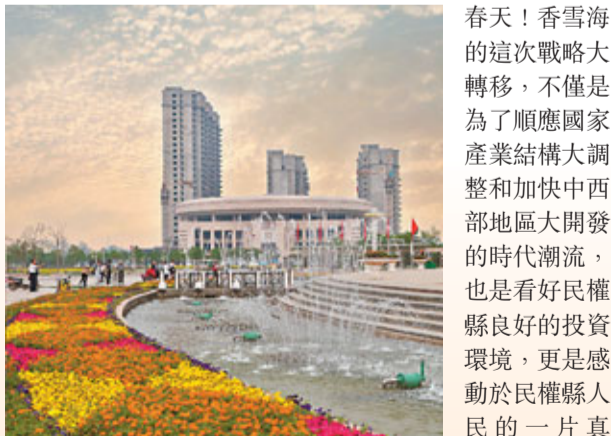 春天！香雪海
的這次戰略大
轉移，不僅是
為了順應國家
產業結構大調
整和加快中西
部地區大開發
的時代潮流，
也是看好民權
縣良好的投資
環境，更是感
動於民權縣人
民的一片真